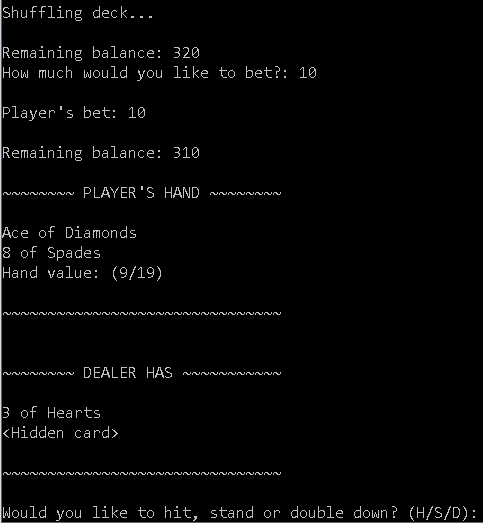 Shuffling deck...
Remaining balance: 320
How much would you like to bet?: 10
Player's bet: 10
Remaining balance: 310
~~~~~~~~ PLAYER'S HAND ~~~~~~~~
Ace of Diamonds
8 of Spades
Hand value: (9/19)
~~~~~~~~~~~~~~~~~~~~~~~~~~~~~~~
~~~~~~~~ DEALER HAS ~~~~~~~~~~~
3 of Hearts
<Hidden card>
~~~~~~~~~~~~~~~~~~~~~~~~~~~~~~~
Would you like to hit, stand or double down? (H/S/D):